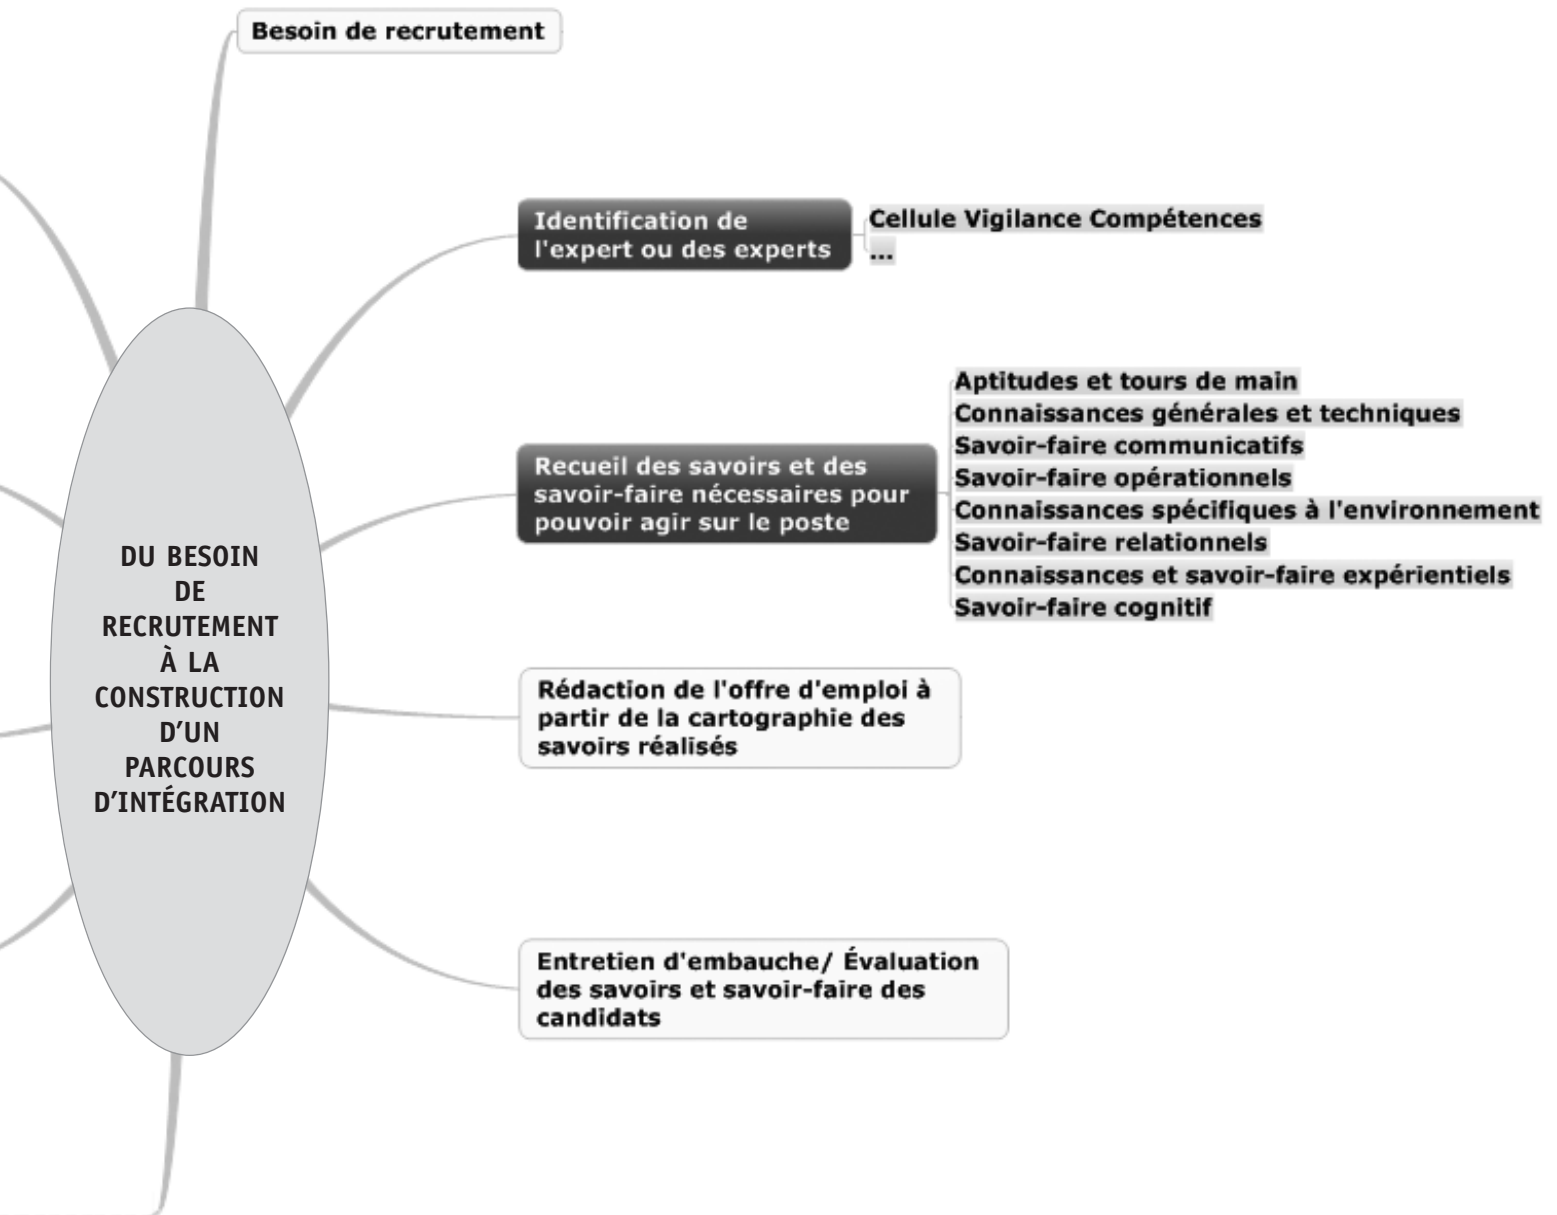 Besoin de recrutement
Identification de
l'expert ou des experts
Cellule Vigilance Compétences
...
Recueil des savoirs et des
savoir-faire nécessaires pour
pouvoir agir sur le poste
Aptitudes et tours de main
Connaissances générales et techniques
Savoir-faire communicatifs
Savoir-faire opérationnels
Connaissances spécifiques à l'environnement
Savoir-faire relationnels
Connaissances et savoir-faire expérientiels
Savoir-faire cognitif
DU BESOIN
DE
RECRUTEMENT
À LA
CONSTRUCTION
D’UN
PARCOURS
D’INTÉGRATION
Rédaction de l'offre d'emploi à
partir de la cartographie des
savoirs réalisés
Entretien d'embauche/ Évaluation
des savoirs et savoir-faire des
candidats